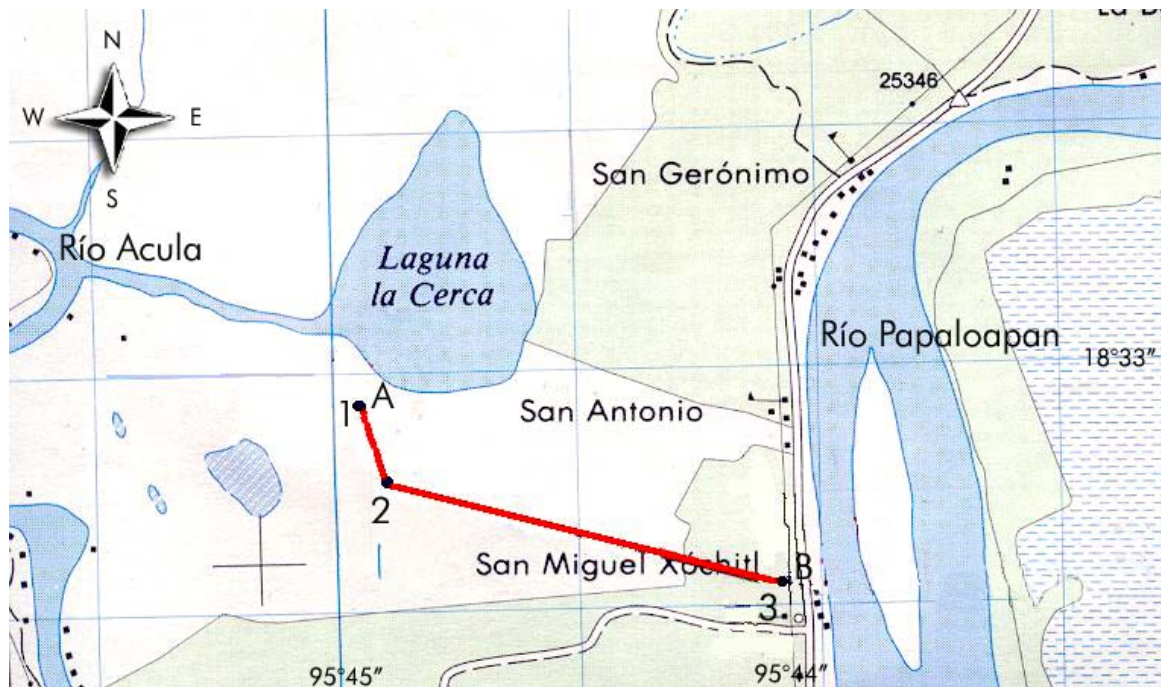 La B
N
25346
W
E
San Gerónimo
S
Río Acula
Laguna
la Cerca
Río Papaloapan
18°33"
A
1
San Antonio
2
San Miguel Xóchitl
B
3
95°45"
95°44"